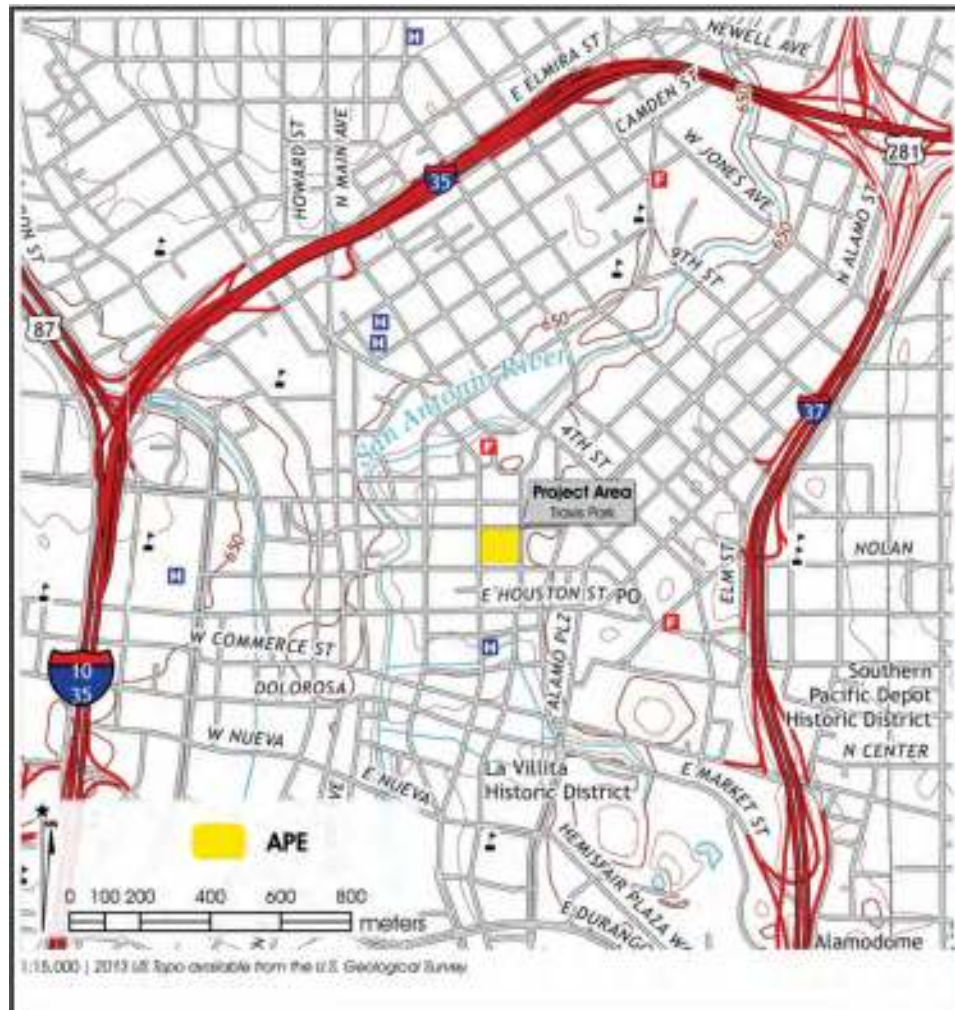 NEWELL AVE
E ELMIRA ST
CAMDEN ST
HOWARD ST
N MAIN AVE
35
281
W JONES AVE
650
N ALAMO ST
650
9TH ST
87
650
San Antonio River
37
4TH ST
Project Area
Travis Park
650
NOLAN
ELM ST
E HOUSTON ST
PO
W COMMERCE ST
ALAMO PLZ
10
35
DOLOROSA
Southern
Pacific Depot
Historic District
W NUEVA
N CENTER
La Villita
Historic District
E NUEVA
E MARKET ST
APE
HEMISFAIR PLAZA
E DURANGO
0 100 200 400 600 800
meters
Alamodome
1:15,000 | 2013 US Topo available from the U.S. Geological Survey
H
F
H
H
F
H
F
H